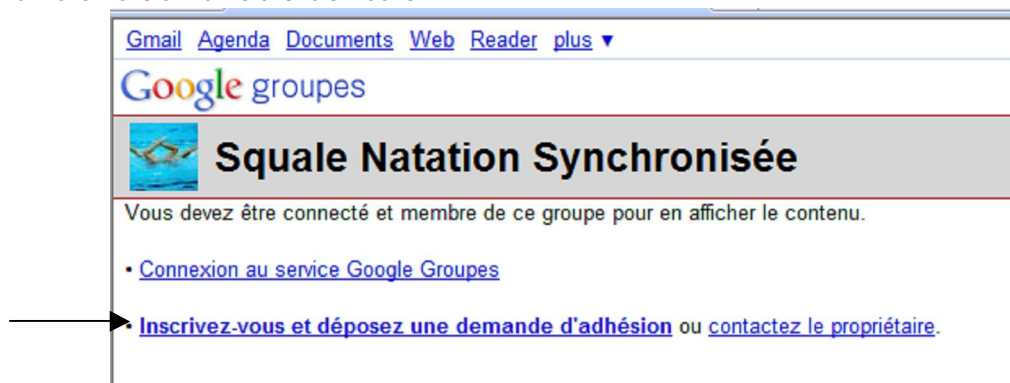 Gmail Agenda Documents Web Reader plus ▼
Google groupes
Squale Natation Synchronisée
Vous devez être connecté et membre de ce groupe pour en afficher le contenu.
• Connexion au service Google Groupes
• Inscrivez-vous et déposez une demande d'adhésion ou contactez le propriétaire.